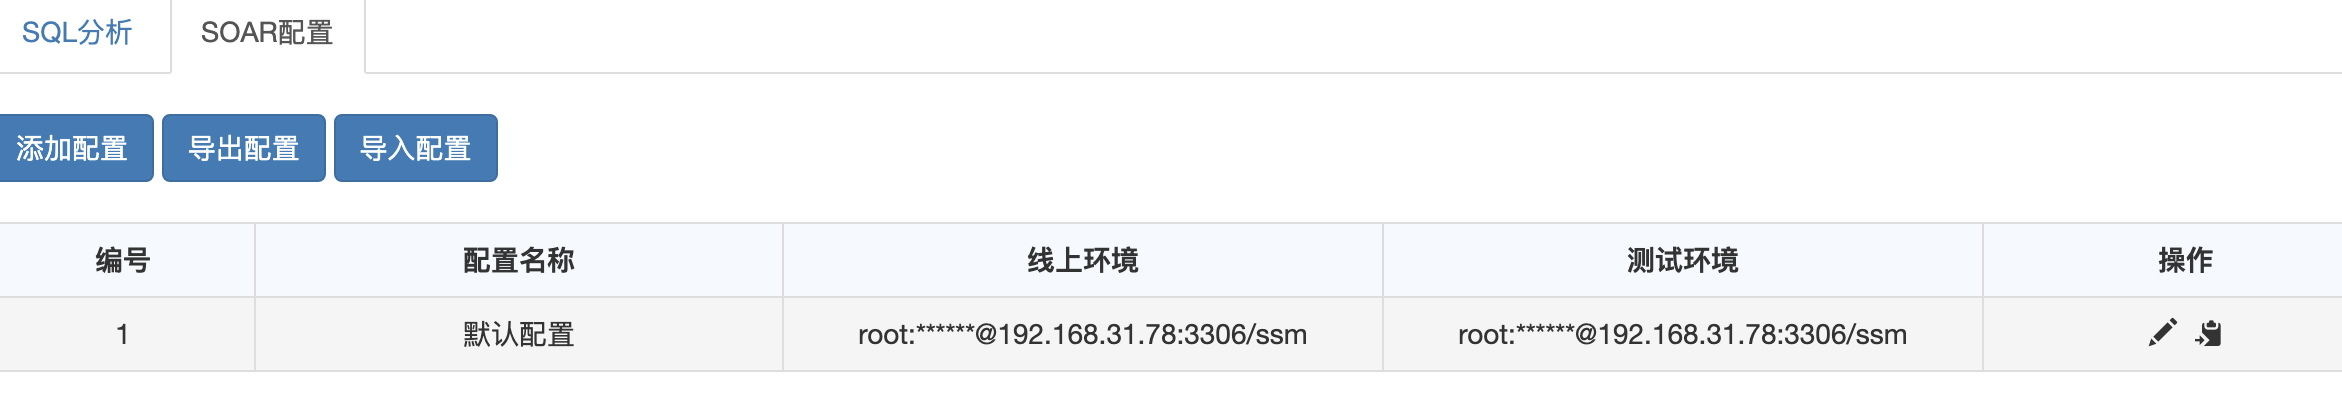 SQL分析 SOAR配置
添加配置 导出配置 导入配置
编号 配置名称 线上环境 测试环境 操作
1 默认配置 root:******@192.168.31.78:3306/ssm root:******@192.168.31.78:3306/ssm